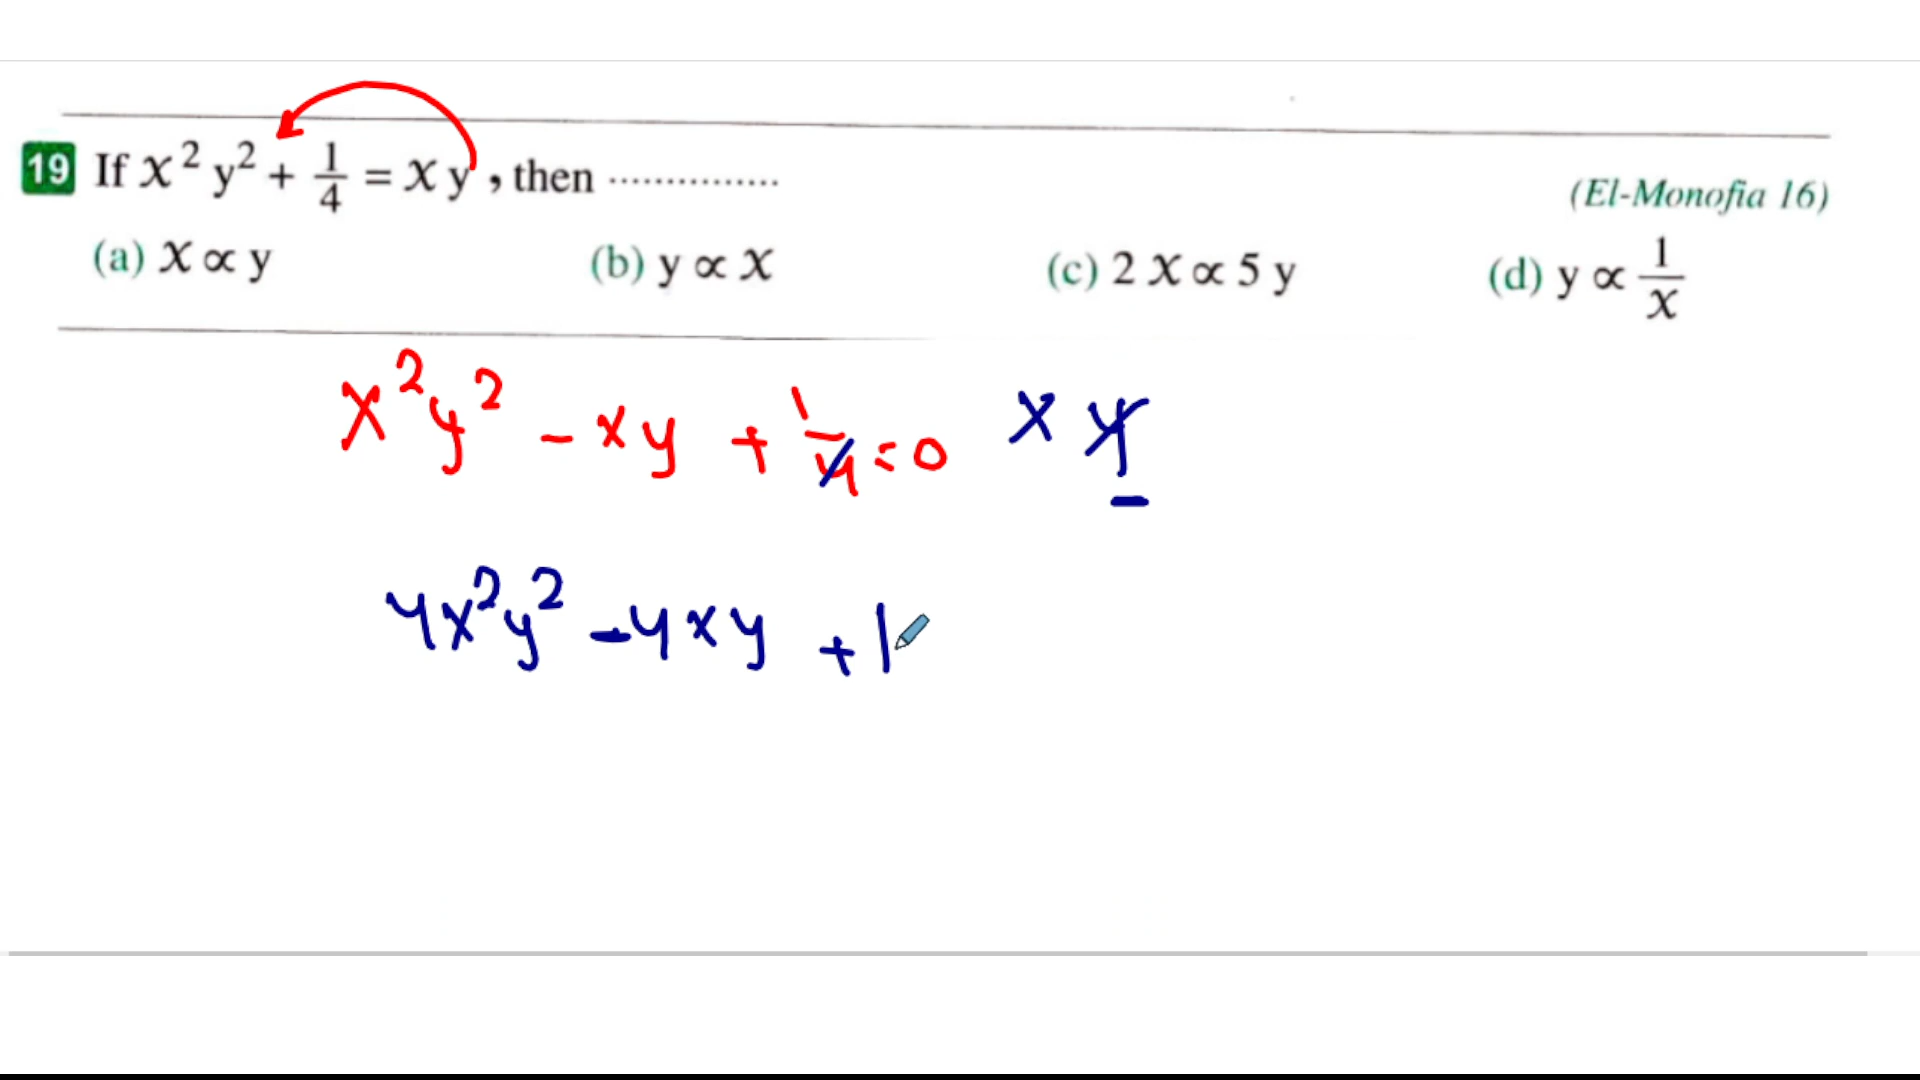 19 If x² y² + 1/4 = x y , then ...............
(El-Monofia 16)
(a) x ∝ y (b) y ∝ x (c) 2 x ∝ 5 y (d) y ∝ 1/x
x²y² - xy + 1/4 = 0 x 4
4x²y² - 4xy + 1